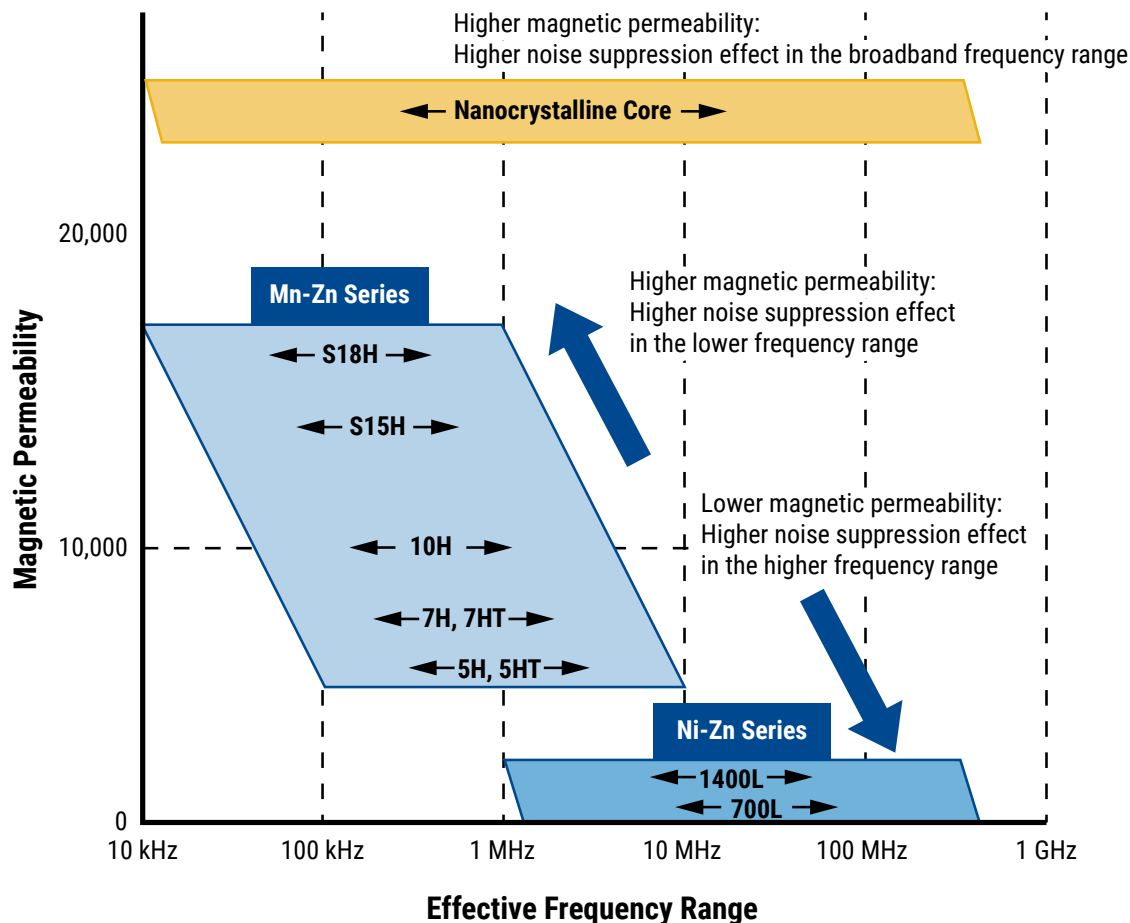 Higher magnetic permeability:
Higher noise suppression effect in the broadband frequency range
Nanocrystalline Core
20,000
Mn-Zn Series
Higher magnetic permeability:
Higher noise suppression effect
in the lower frequency range
S18H
S15H
Magnetic Permeability
Lower magnetic permeability:
Higher noise suppression effect
in the higher frequency range
10,000
10H
7H, 7HT
5H, 5HT
Ni-Zn Series
1400L
700L
0
10 kHz
100 kHz
1 MHz
10 MHz
100 MHz
1 GHz
Effective Frequency Range